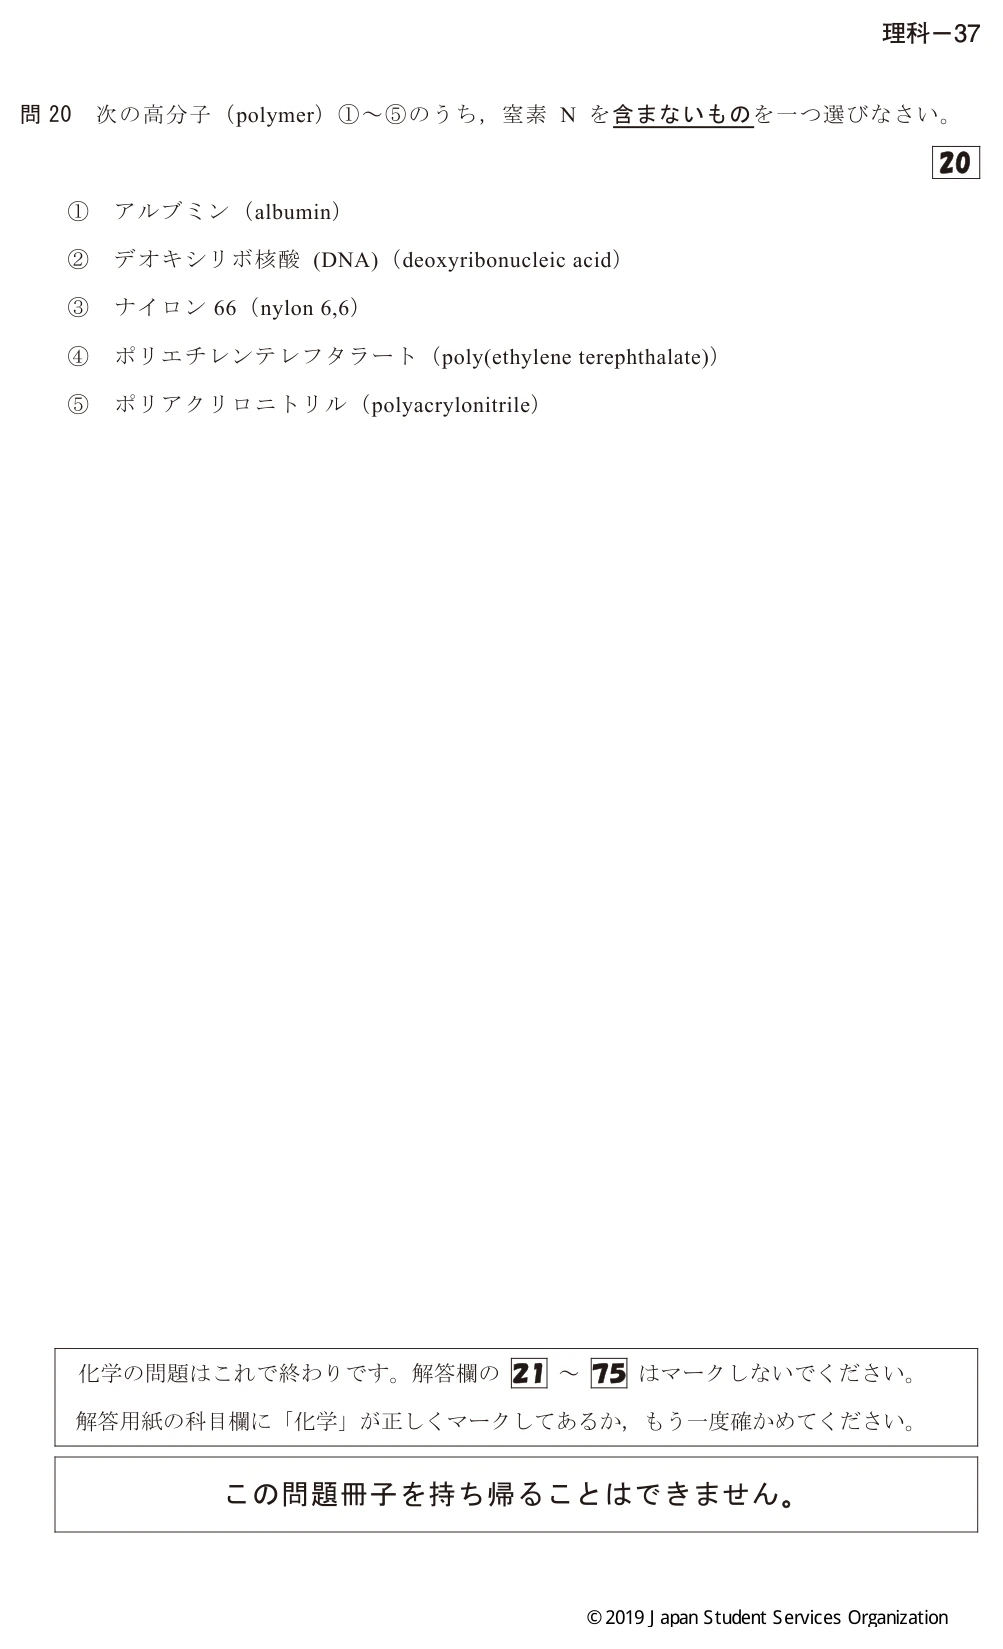 理科－37
問 20　次の高分子（polymer）①～⑤のうち，窒素 N を含まないものを一つ選びなさい。
20
①　アルブミン（albumin）
②　デオキシリボ核酸 (DNA)（deoxyribonucleic acid）
③　ナイロン 66（nylon 6,6）
④　ポリエチレンテレフタラート（poly(ethylene terephthalate)）
⑤　ポリアクリロニトリル（polyacrylonitrile）
化学の問題はこれで終わりです。解答欄の 21 ～ 75 はマークしないでください。
解答用紙の科目欄に「化学」が正しくマークしてあるか，もう一度確かめてください。
この問題冊子を持ち帰ることはできません。
© 2019 Japan Student Services Organization